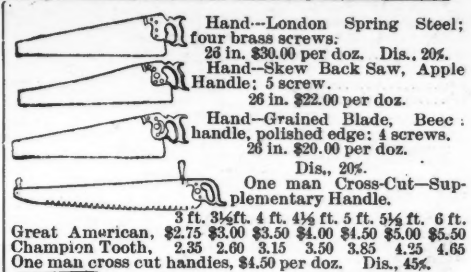 Hand--London Spring Steel;
four brass screws.
26 in. $30.00 per doz. Dis., 20%.
Hand--Skew Back Saw, Apple
Handle; 5 screw.
26 in. $22.00 per doz.
Hand--Grained Blade, Beec
handle, polished edge: 4 screws.
26 in. $20.00 per doz.
Dis., 20%.
One man Cross-Cut—Sup-
plementary Handle.
3 ft. 3½ft. 4 ft. 4½ ft. 5 ft. 5½ ft. 6 ft.
Great American, $2.75 $3.00 $3.50 $4.00 $4.50 $5.00 $5.50
Champion Tooth, 2.35 2.60 3.15 3.50 3.85 4.25 4.65
One man cross cut handies, $4.50 per doz. Dis., 45%.